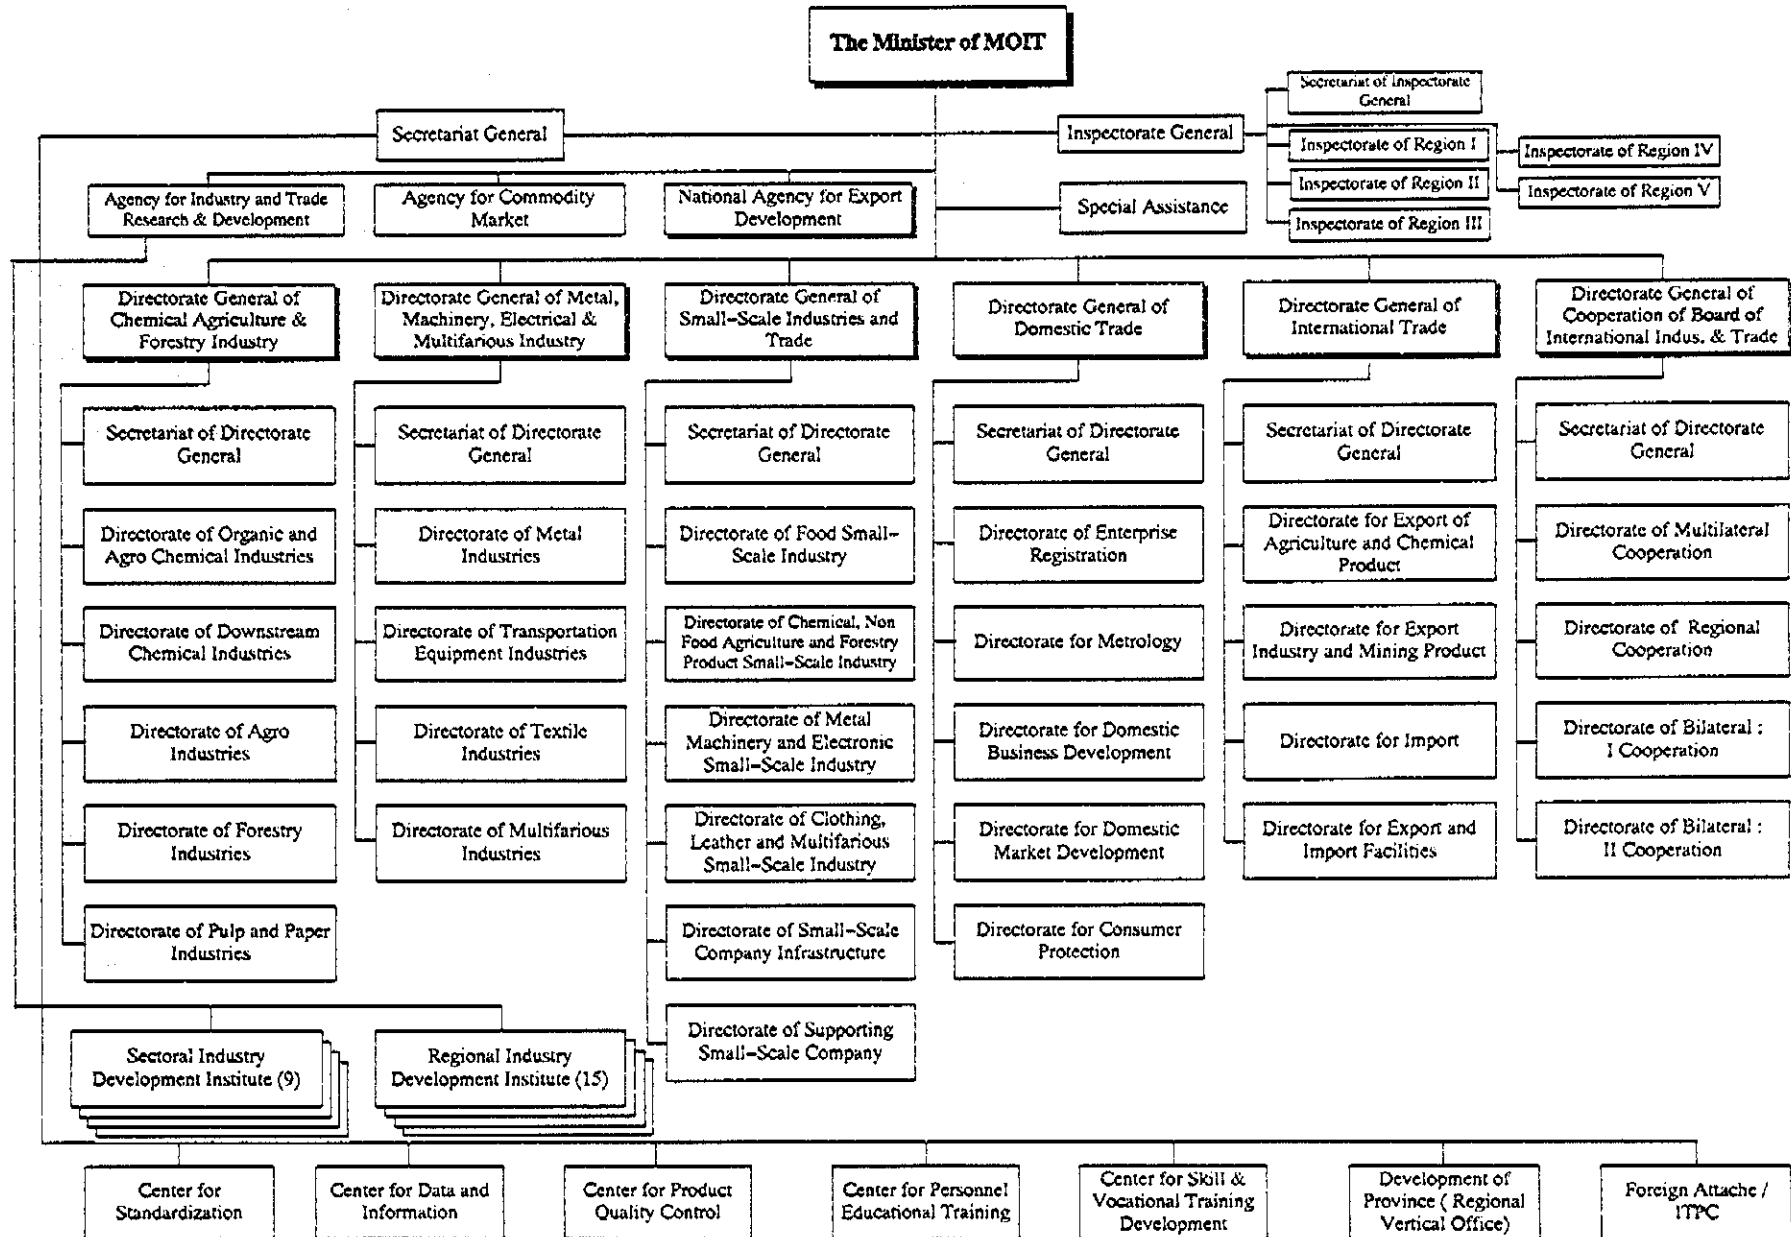 The Minister of MOIT
Secretariat of Inspectorate
General
Secretariat General
Inspectorate General
Inspectorate of Region I
Inspectorate of Region IV
Inspectorate of Region II
Inspectorate of Region V
Inspectorate of Region III
Agency for Industry and Trade
Research & Development
Agency for Commodity
Market
National Agency for Export
Development
Special Assistance
Directorate General of
Chemical Agriculture &
Forestry Industry
Directorate General of Metal,
Machinery, Electrical &
Multifarious Industry
Directorate General of
Small-Scale Industries and
Trade
Directorate General of
Domestic Trade
Directorate General of
International Trade
Directorate General of
Cooperation of Board of
International Indus. & Trade
Secretariat of Directorate
General
Secretariat of Directorate
General
Secretariat of Directorate
General
Secretariat of Directorate
General
Secretariat of Directorate
General
Secretariat of Directorate
General
Directorate of Organic and
Agro Chemical Industries
Directorate of Metal
Industries
Directorate of Food Small-
Scale Industry
Directorate of Enterprise
Registration
Directorate for Export of
Agriculture and Chemical
Product
Directorate of Multilateral
Cooperation
Directorate of Downstream
Chemical Industries
Directorate of Transportation
Equipment Industries
Directorate of Chemical, Non
Food Agriculture and Forestry
Product Small-Scale Industry
Directorate for Metrology
Directorate for Export
Industry and Mining Product
Directorate of Regional
Cooperation
Directorate of Agro
Industries
Directorate of Textile
Industries
Directorate of Metal
Machinery and Electronic
Small-Scale Industry
Directorate for Domestic
Business Development
Directorate for Import
Directorate of Bilateral :
I Cooperation
Directorate of Forestry
Industries
Directorate of Multifarious
Industries
Directorate of Clothing,
Leather and Multifarious
Small-Scale Industry
Directorate for Domestic
Market Development
Directorate for Export and
Import Facilities
Directorate of Bilateral :
II Cooperation
Directorate of Pulp and Paper
Industries
Directorate of Small-Scale
Company Infrastructure
Directorate for Consumer
Protection
Directorate of Supporting
Small-Scale Company
Sectoral Industry
Development Institute (9)
Regional Industry
Development Institute (15)
Center for
Standardization
Center for Data and
Information
Center for Product
Quality Control
Center for Personnel
Educational Training
Center for Skill &
Vocational Training
Development
Development of
Province ( Regional
Vertical Office)
Foreign Attache /
ITPC